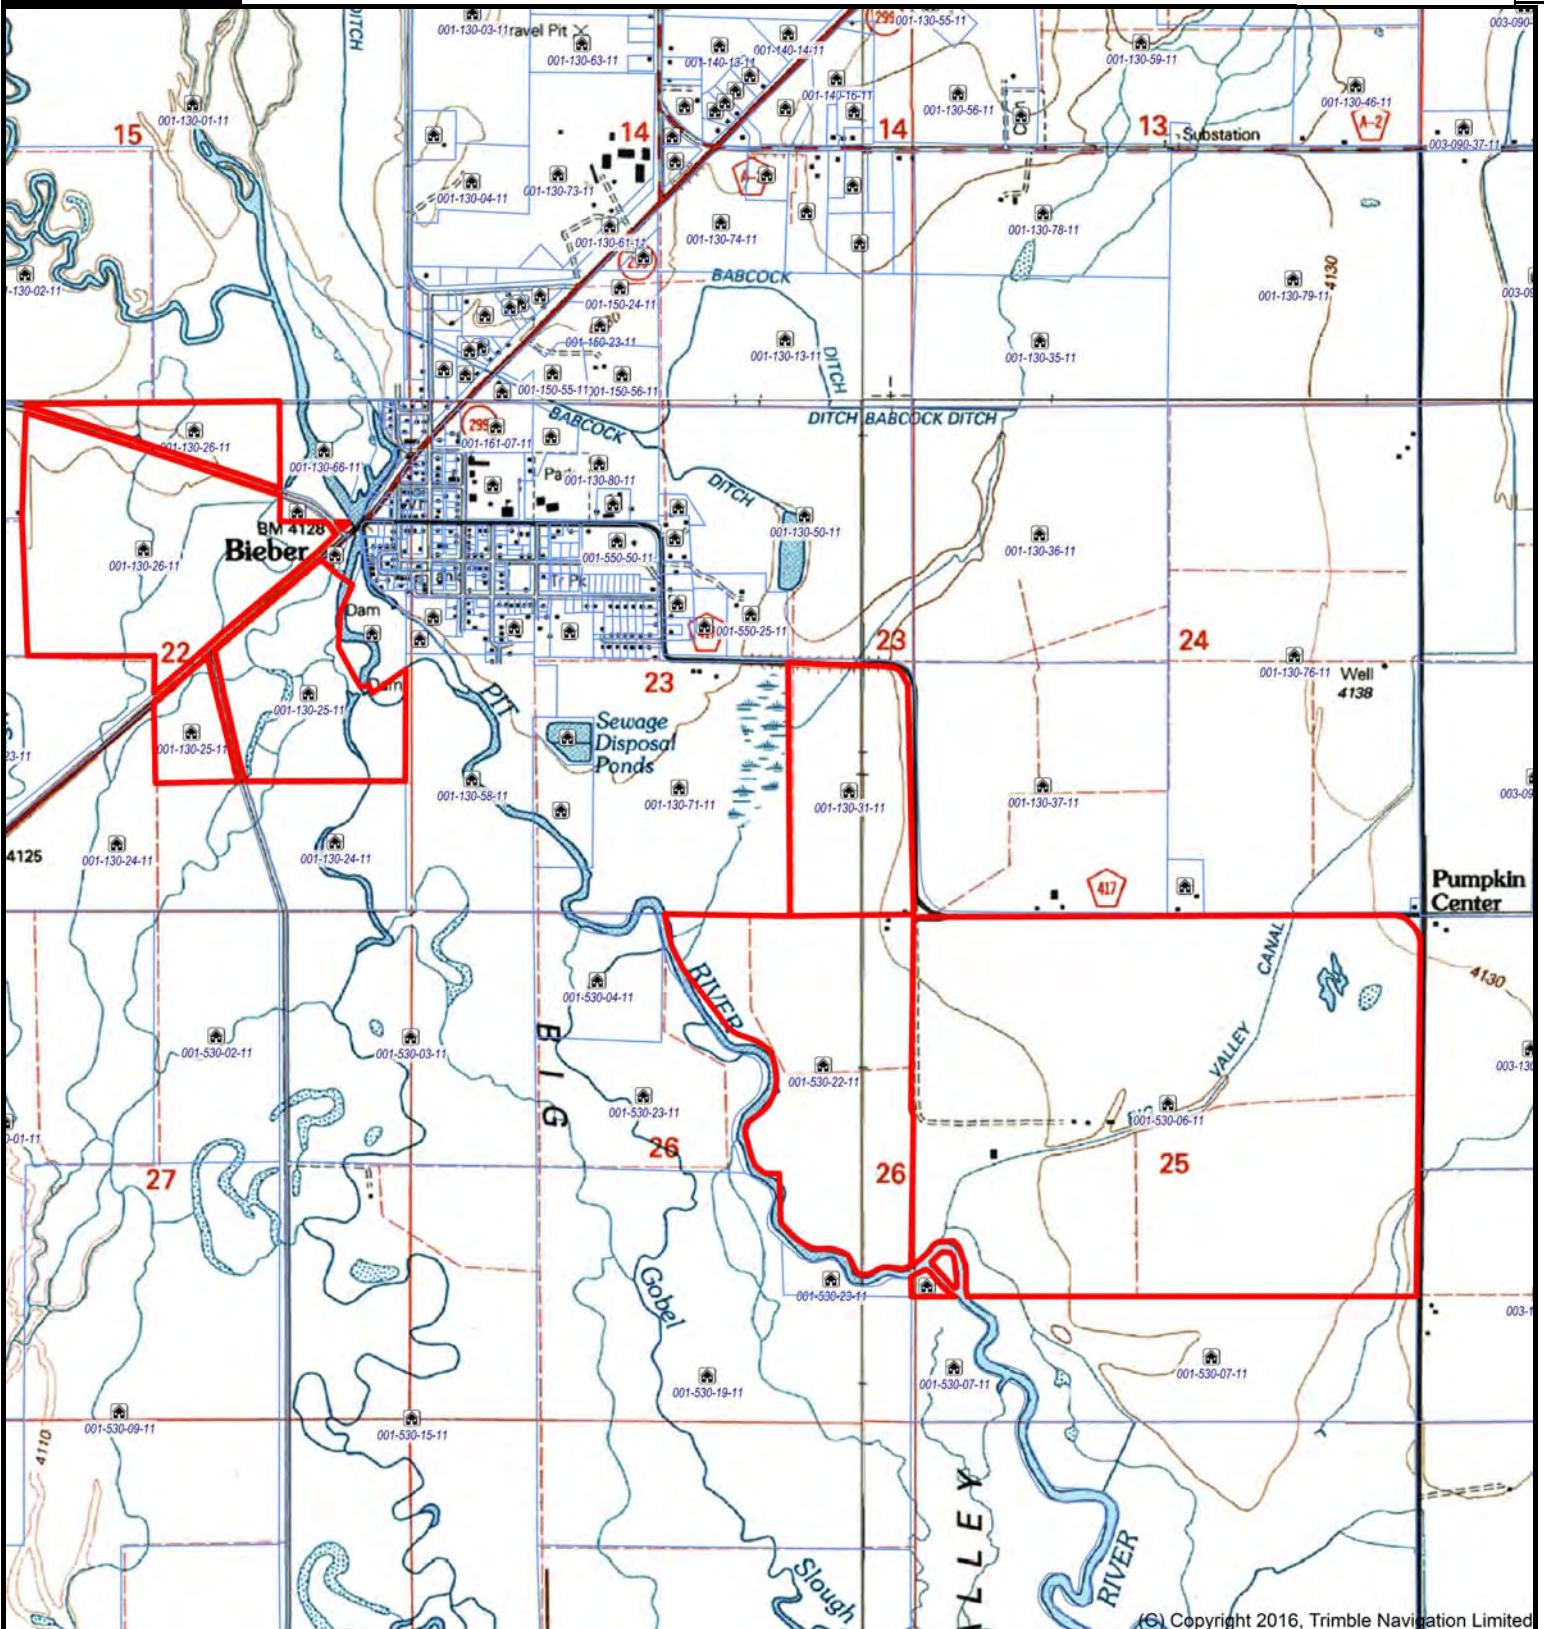 001-130-03-11
ravel Pit
001-130-63-11
001-140-14-11
001-140-13-11
299
001-130-55-11
001-130-59-11
003-090-
DITCH
001-130-01-11
001-140-16-11
001-130-56-11
001-130-46-11
A-2
15
14
14
13
Substation
003-090-37-11
001-130-04-11
001-130-73-11
001-130-61-11
001-130-74-11
001-130-78-11
-130-02-11
BABCOCK
001-150-24-11
001-130-79-11
4130
001-150-23-11
001-130-13-11
DITCH
001-130-35-11
001-150-55-11
001-150-56-11
299
BABCOCK
DITCH BABCOCK DITCH
001-130-26-11
001-161-07-11
001-130-66-11
001-130-80-11
DITCH
001-130-50-11
BM 4128
Bieber
001-130-26-11
001-550-50-11
001-130-36-11
Tr Pk
Dam
001-550-25-11
22
23
24
23
001-130-76-11
Well
4138
Dam
001-130-25-11
PIT
001-130-25-11
Sewage
Disposal
Ponds
23-11
001-130-58-11
001-130-71-11
001-130-31-11
001-130-37-11
4125
001-130-24-11
001-130-24-11
417
Pumpkin
Center
RIVER
001-530-04-11
CANAL
4130
BIG
VALLEY
001-530-02-11
001-530-03-11
001-530-22-11
001-530-23-11
001-530-06-11
0-01-11
26
26
25
27
Gobel
001-530-23-11
001-530-07-11
001-530-07-11
001-530-19-11
001-530-09-11
001-530-15-11
4110
ALLEY
RIVER
Slough
(C) Copyright 2016, Trimble Navigation Limited